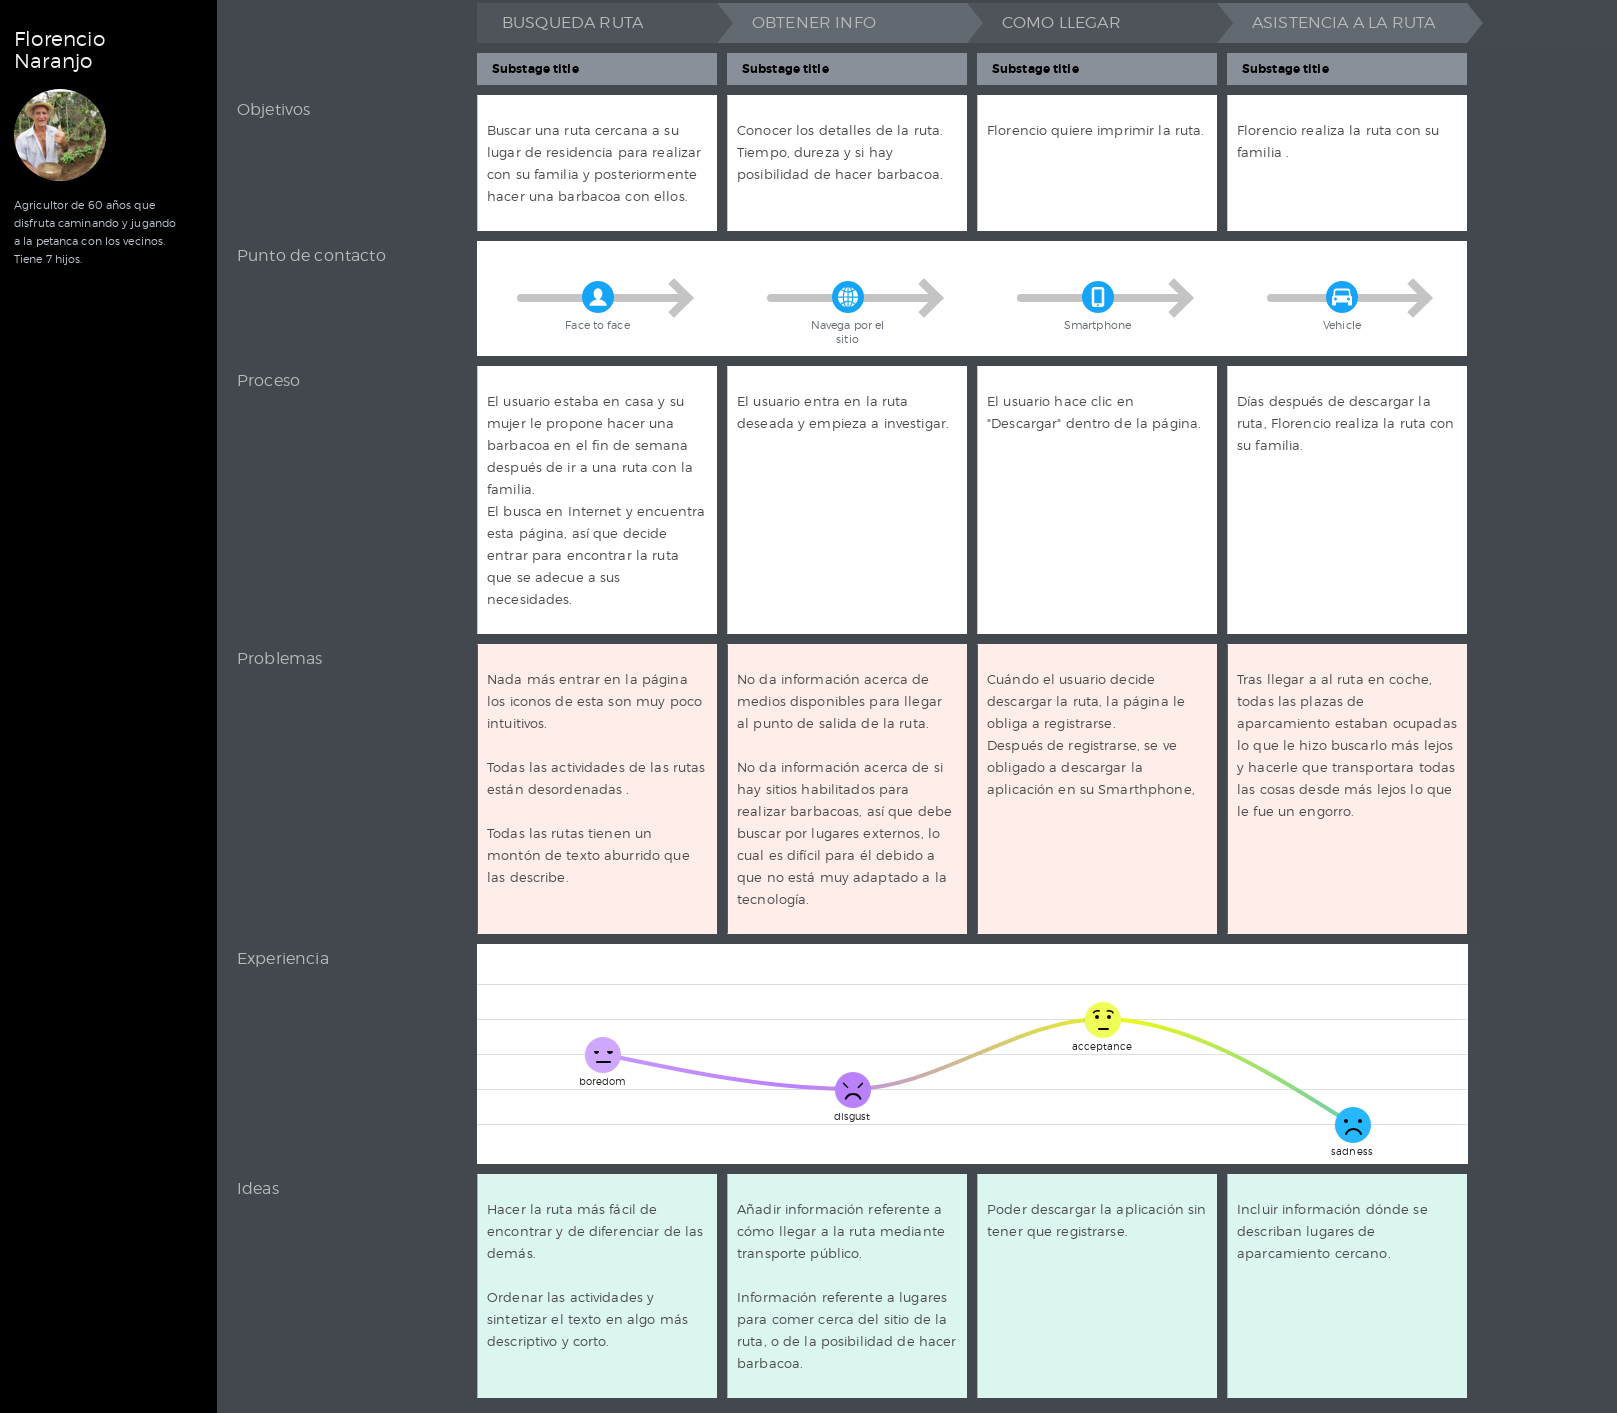 Florencio
Naranjo
Agricultor de 60 años que
disfruta caminando y jugando
a la petanca con los vecinos.
Tiene 7 hijos.
BUSQUEDA RUTA
OBTENER INFO
COMO LLEGAR
ASISTENCIA A LA RUTA
Substage title
Substage title
Substage title
Substage title
Objetivos
Buscar una ruta cercana a su
lugar de residencia para realizar
con su familia y posteriormente
hacer una barbacoa con ellos.
Conocer los detalles de la ruta.
Tiempo, dureza y si hay
posibilidad de hacer barbacoa.
Florencio quiere imprimir la ruta.
Florencio realiza la ruta con su
familia .
Punto de contacto
Face to face
Navega por el
sitio
Smartphone
Vehicle
Proceso
El usuario estaba en casa y su
mujer le propone hacer una
barbacoa en el fin de semana
después de ir a una ruta con la
familia.
El busca en Internet y encuentra
esta página, así que decide
entrar para encontrar la ruta
que se adecue a sus
necesidades.
El usuario entra en la ruta
deseada y empieza a investigar.
El usuario hace clic en
"Descargar" dentro de la página.
Días después de descargar la
ruta, Florencio realiza la ruta con
su familia.
Problemas
Nada más entrar en la página
los iconos de esta son muy poco
intuitivos.
Todas las actividades de las rutas
están desordenadas .
Todas las rutas tienen un
montón de texto aburrido que
las describe.
No da información acerca de
medios disponibles para llegar
al punto de salida de la ruta.
No da información acerca de si
hay sitios habilitados para
realizar barbacoas, así que debe
buscar por lugares externos, lo
cual es difícil para él debido a
que no está muy adaptado a la
tecnología.
Cuándo el usuario decide
descargar la ruta, la página le
obliga a registrarse.
Después de registrarse, se ve
obligado a descargar la
aplicación en su Smarthphone,
Tras llegar a al ruta en coche,
todas las plazas de
aparcamiento estaban ocupadas
lo que le hizo buscarlo más lejos
y hacerle que transportara todas
las cosas desde más lejos lo que
le fue un engorro.
Experiencia
boredom
disgust
acceptance
sadness
Ideas
Hacer la ruta más fácil de
encontrar y de diferenciar de las
demás.
Ordenar las actividades y
sintetizar el texto en algo más
descriptivo y corto.
Añadir información referente a
cómo llegar a la ruta mediante
transporte público.
Información referente a lugares
para comer cerca del sitio de la
ruta, o de la posibilidad de hacer
barbacoa.
Poder descargar la aplicación sin
tener que registrarse.
Incluir información dónde se
describan lugares de
aparcamiento cercano.